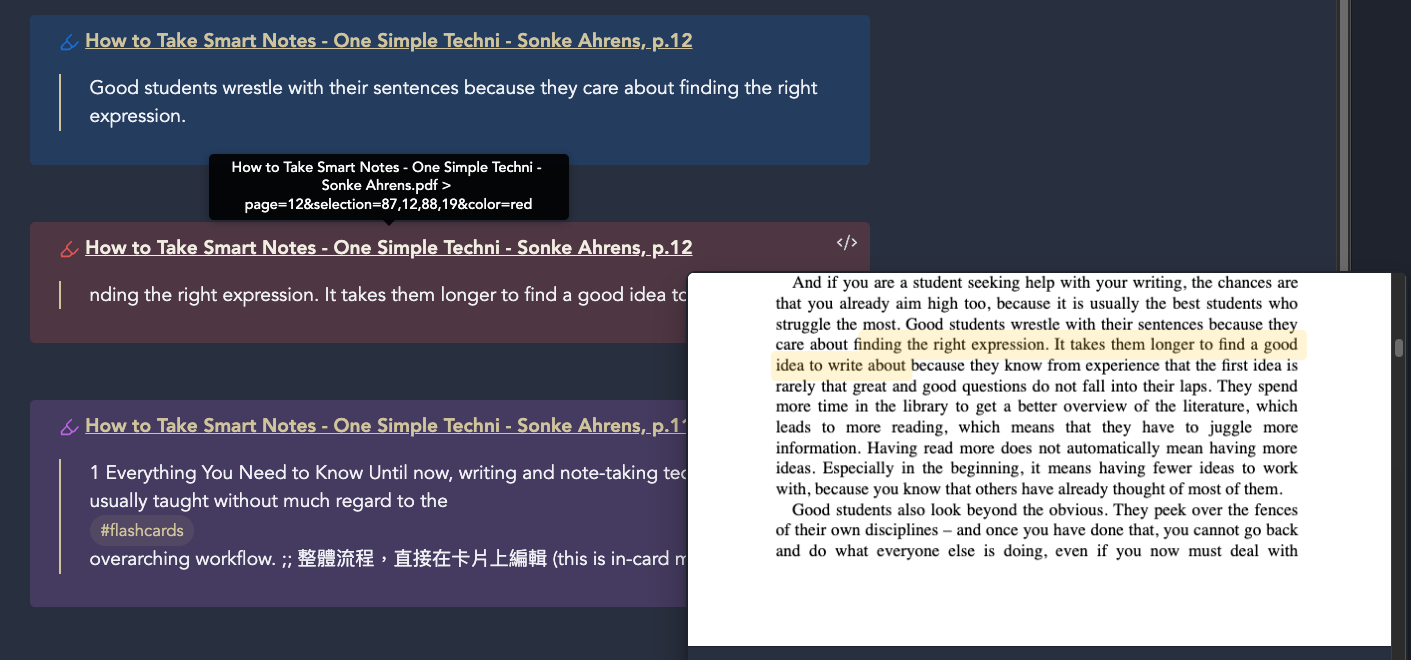 How to Take Smart Notes - One Simple Techni - Sonke Ahrens, p.12
Good students wrestle with their sentences because they care about finding the right
expression.
How to Take Smart Notes - One Simple Techni -
Sonke Ahrens.pdf >
page=12&selection=87,12,88,19&color=red
How to Take Smart Notes - One Simple Techni - Sonke Ahrens, p.12
nding the right expression. It takes them longer to find a good idea to
How to Take Smart Notes - One Simple Techni - Sonke Ahrens, p.1
1 Everything You Need to Know Until now, writing and note-taking
usually taught without much regard to the
#flashcards
overarching workflow. ;; 整體流程，直接在卡片上編輯 (this is in-card
And if you are a student seeking help with your writing, the chances are
that you already aim high too, because it is usually the best students who
struggle the most. Good students wrestle with their sentences because they
care about finding the right expression. It takes them longer to find a good
idea to write about because they know from experience that the first idea is
rarely that great and good questions do not fall into their laps. They spend
more time in the library to get a better overview of the literature, which
leads to more reading, which means that they have to juggle more
information. Having read more does not automatically mean having more
ideas. Especially in the beginning, it means having fewer ideas to work
with, because you know that others have already thought of most of them.
Good students also look beyond the obvious. They peek over the fences
of their own disciplines – and once you have done that, you cannot go back
and do what everyone else is doing, even if you now must deal with